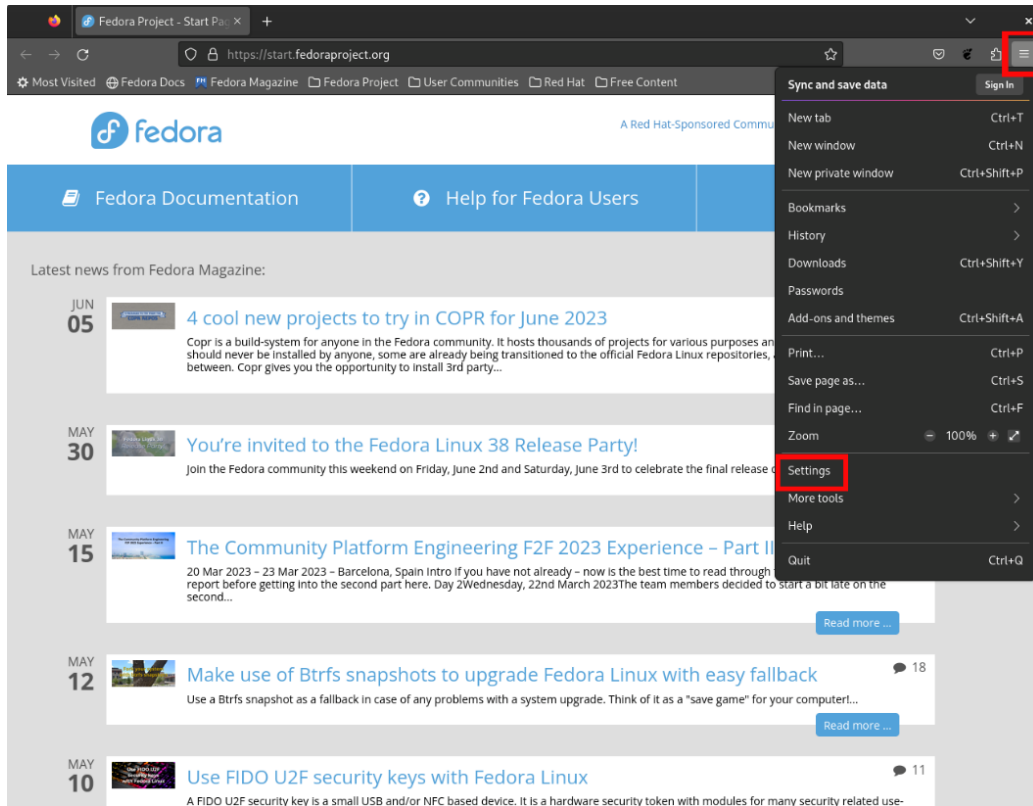 Fedora Project - Start Pag
https://start.fedoraproject.org
Most Visited Fedora Docs Fedora Magazine Fedora Project User Communities Red Hat Free Content
Sync and save data Sign In
New tab Ctrl+T
New window Ctrl+N
New private window Ctrl+Shift+P
Bookmarks
History
Downloads Ctrl+Shift+Y
Passwords
Add-ons and themes Ctrl+Shift+A
Print... Ctrl+P
Save page as... Ctrl+S
Find in page... Ctrl+F
Zoom 100%
Settings
More tools
Help
Quit Ctrl+Q
fedora
A Red Hat-Sponsored Commu
Fedora Documentation Help for Fedora Users
Latest news from Fedora Magazine:
JUN
05
4 cool new projects to try in COPR for June 2023
Copr is a build-system for anyone in the Fedora community. It hosts thousands of projects for various purposes an
should never be installed by anyone, some are already being transitioned to the official Fedora Linux repositories,
between. Copr gives you the opportunity to install 3rd party...
MAY
30
You're invited to the Fedora Linux 38 Release Party!
Join the Fedora community this weekend on Friday, June 2nd and Saturday, June 3rd to celebrate the final release
MAY
15
The Community Platform Engineering F2F 2023 Experience – Part II
20 Mar 2023 – 23 Mar 2023 – Barcelona, Spain Intro If you have not already – now is the best time to read through
report before getting into the second part here. Day 2Wednesday, 22nd March 2023The team members decided to start a bit late on the
second...
Read more ...
MAY
12
Make use of Btrfs snapshots to upgrade Fedora Linux with easy fallback
18
Use a Btrfs snapshot as a fallback in case of any problems with a system upgrade. Think of it as a "save game" for your computer!...
Read more ...
MAY
10
Use FIDO U2F security keys with Fedora Linux
11
A FIDO U2F security key is a small USB and/or NFC based device. It is a hardware security token with modules for many security related use-